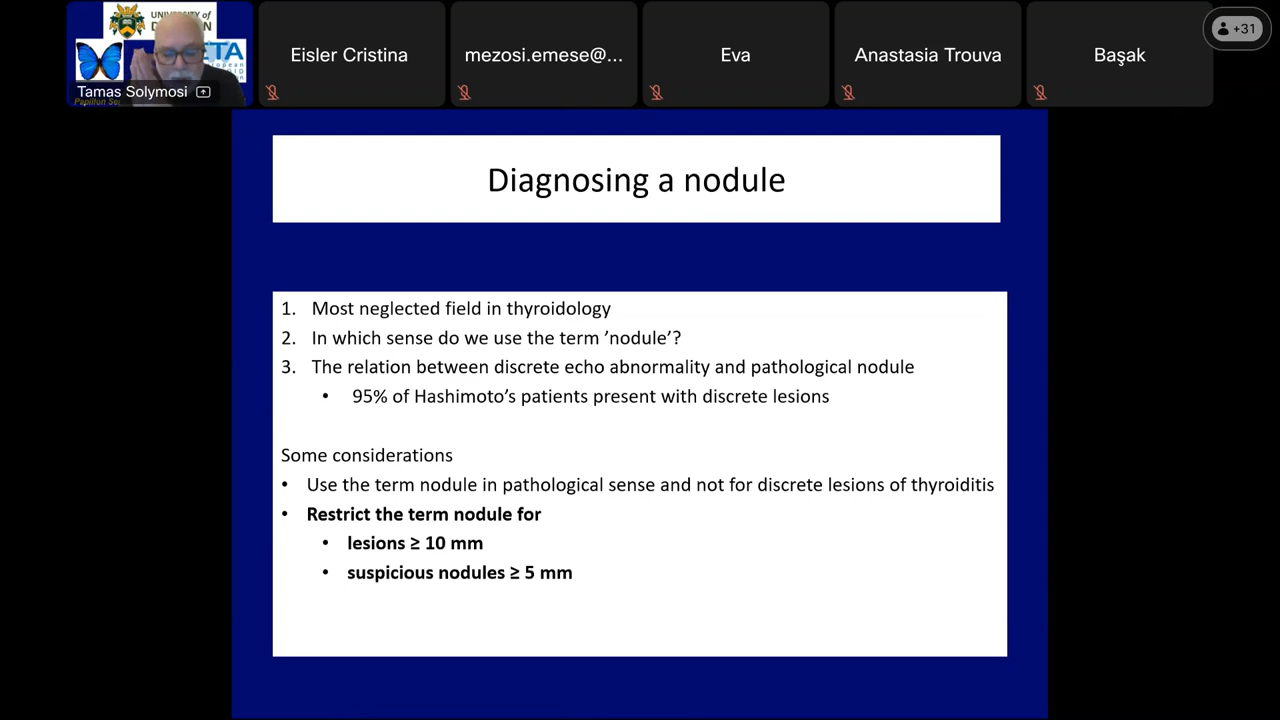 UNIVERSITY OF
ETA
Tamas Solymosi
Eisler Cristina
mezosi.emese@...
Eva
Anastasia Trouva
Başak
+31
Diagnosing a nodule
1. Most neglected field in thyroidology
2. In which sense do we use the term ’nodule’?
3. The relation between discrete echo abnormality and pathological nodule
• 95% of Hashimoto’s patients present with discrete lesions
Some considerations
• Use the term nodule in pathological sense and not for discrete lesions of thyroiditis
• Restrict the term nodule for
• lesions ≥ 10 mm
• suspicious nodules ≥ 5 mm